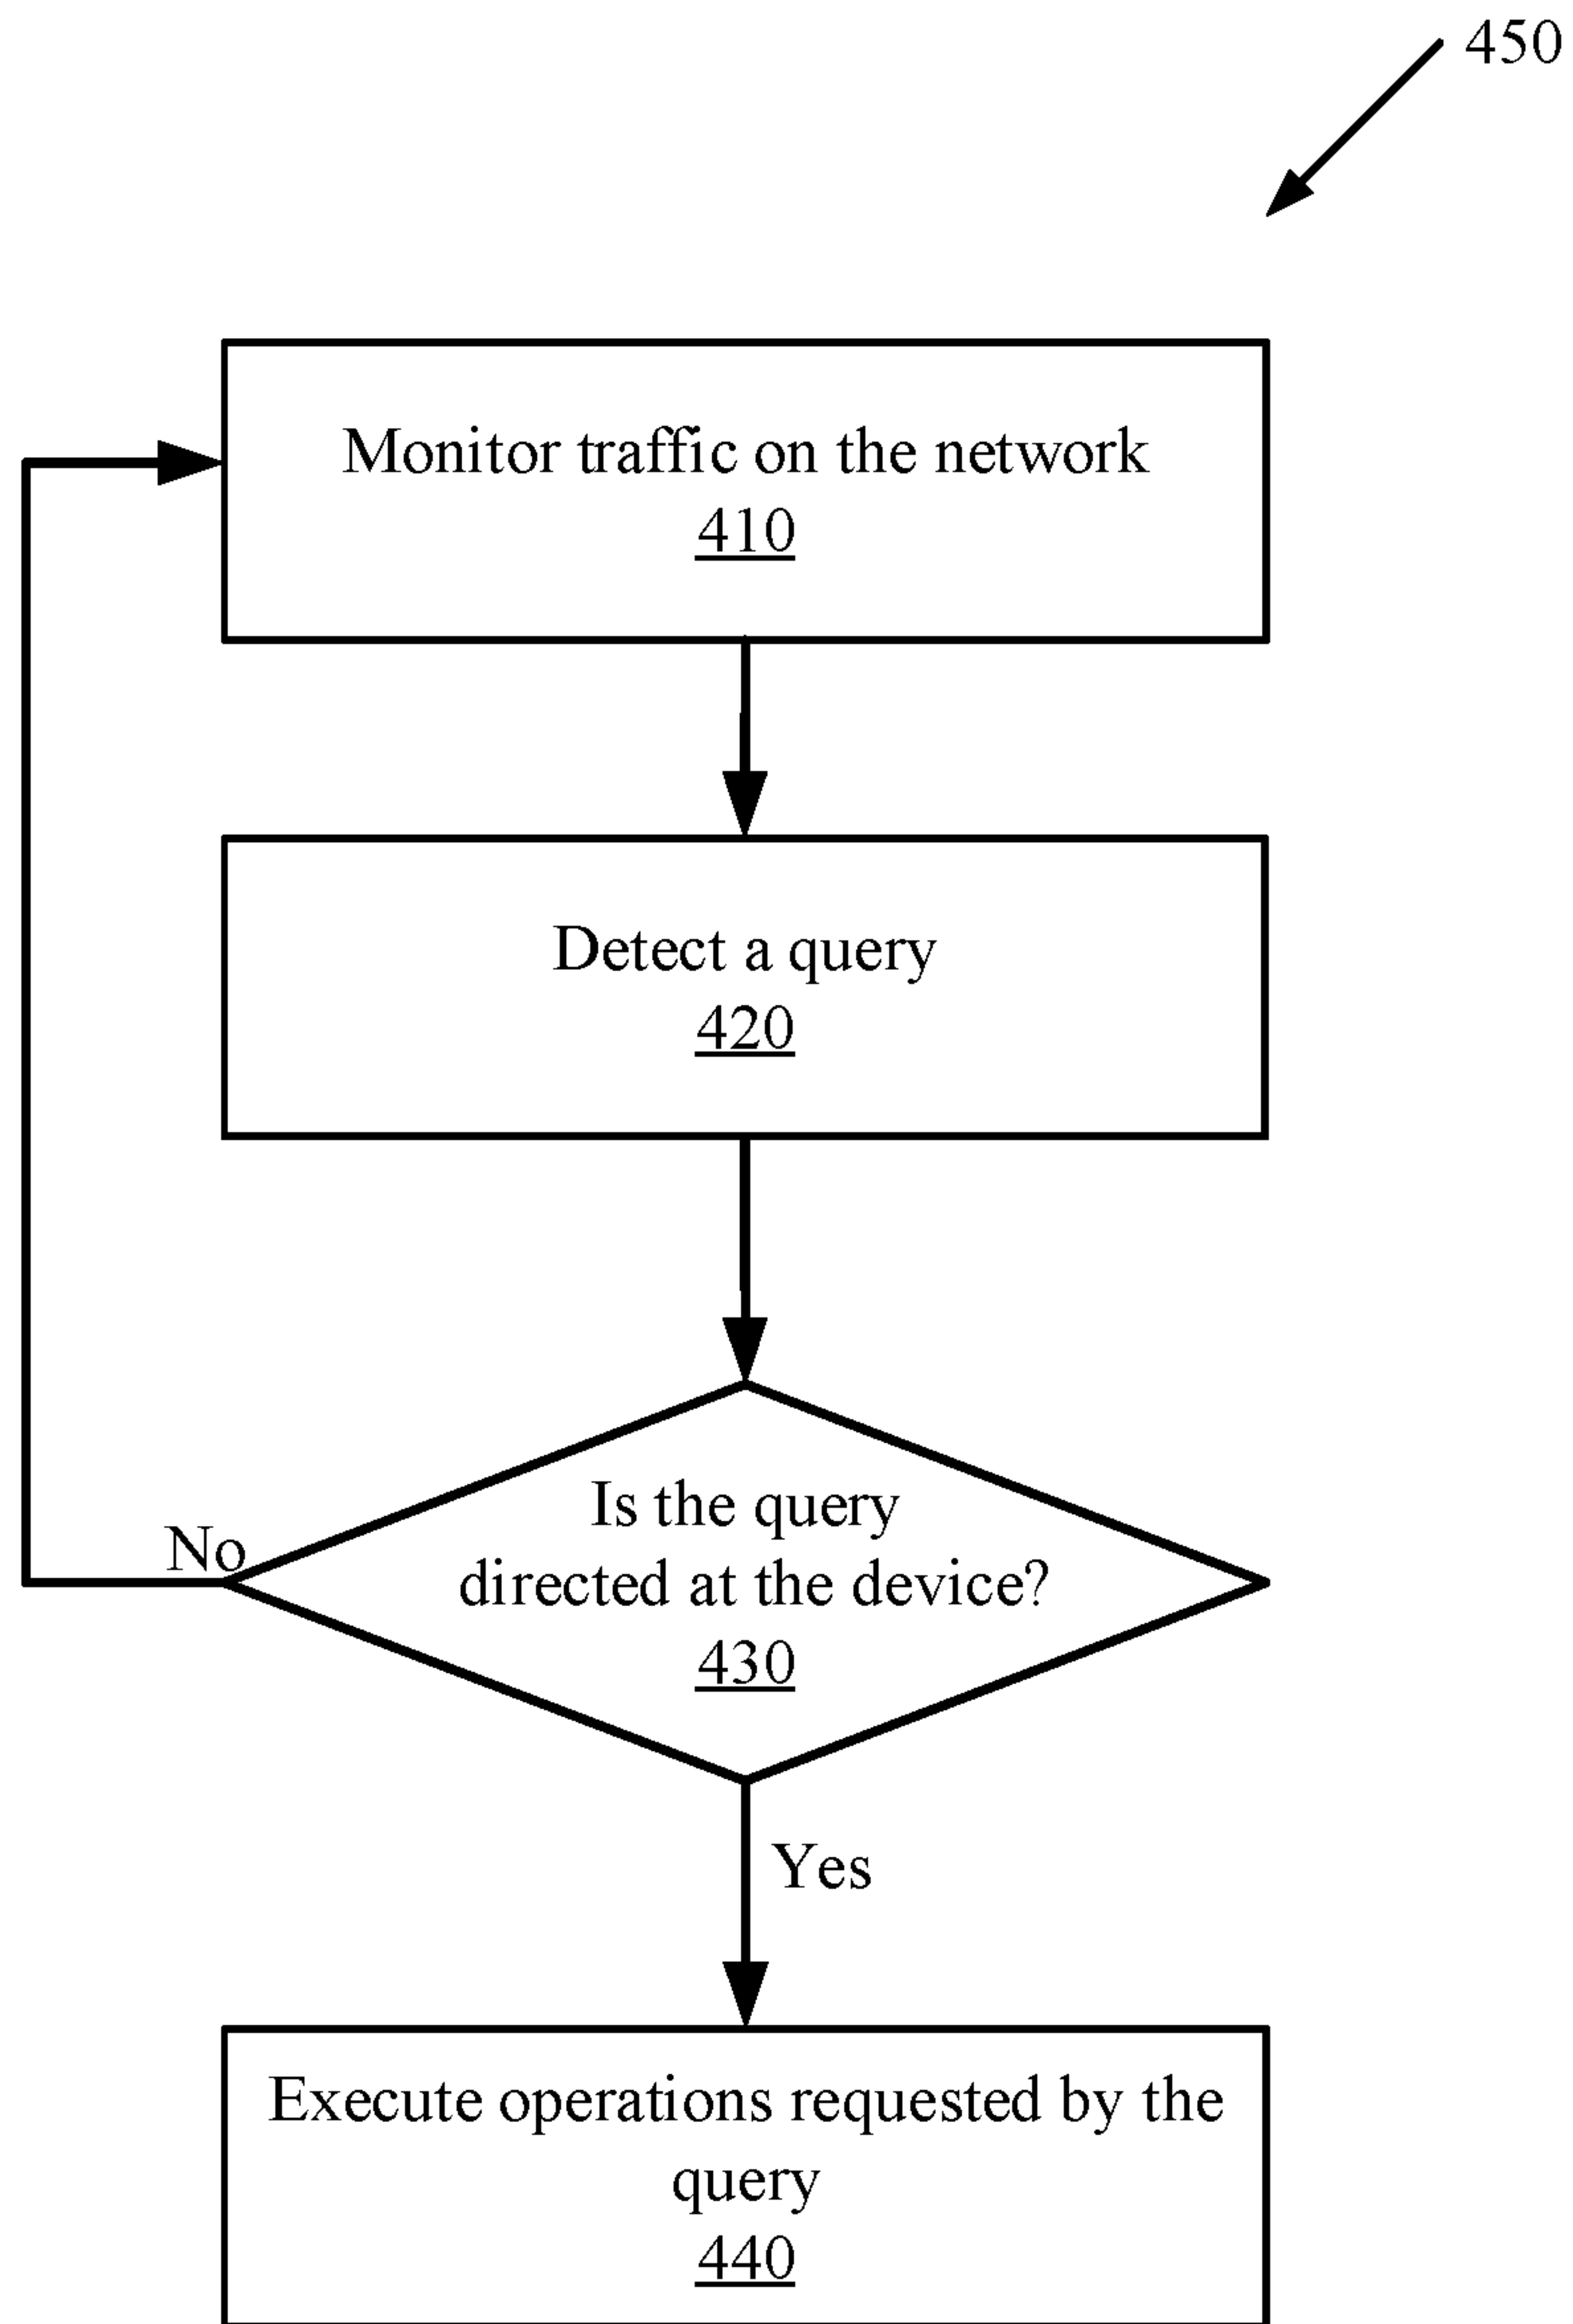 450
Monitor traffic on the network
410
Detect a query
420
Is the query
directed at the device?
430
No
Yes
Execute operations requested by the
query
440